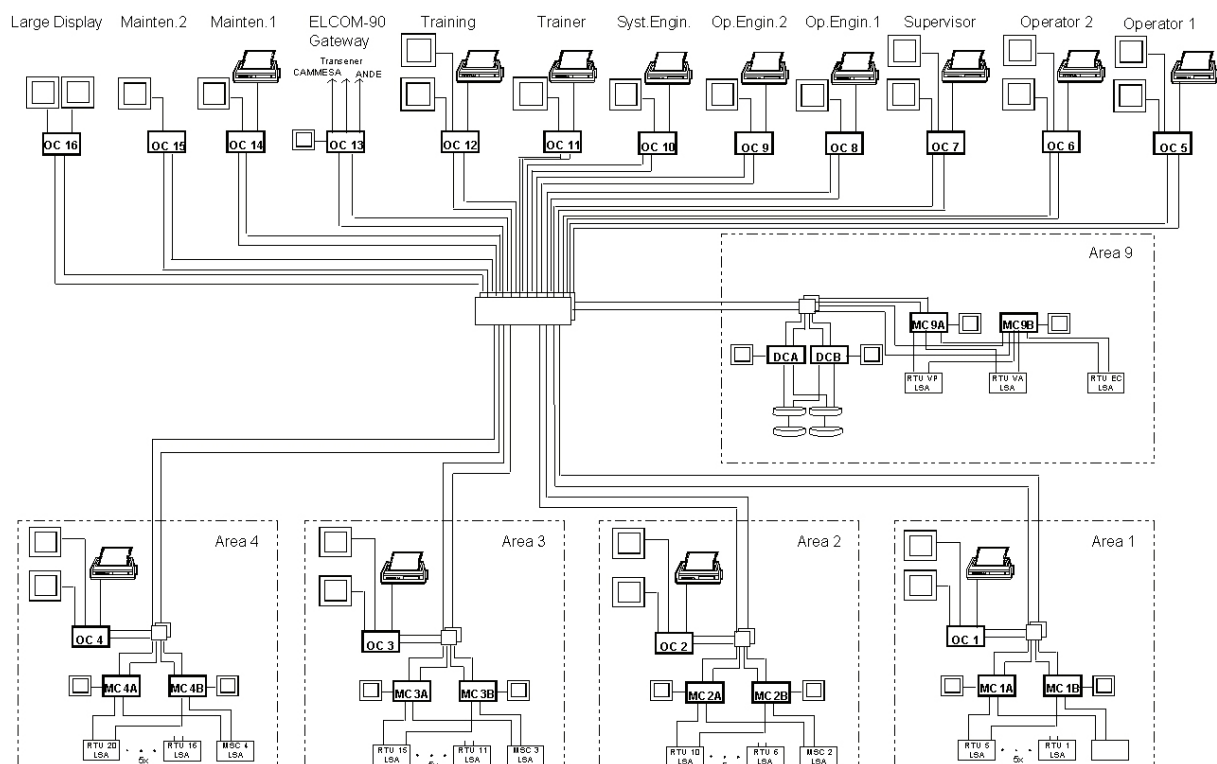 Large Display
Mainten.2
Mainten.1
ELCOM-90
Gateway
Transener
CAMMESA
ANDE
Training
Trainer
Syst.Engin.
Op.Engin.2
Op.Engin.1
Supervisor
Operator 2
Operator 1
OC 16
OC 15
OC 14
OC 13
OC 12
OC 11
OC 10
OC 9
OC 8
OC 7
OC 6
OC 5
Area 9
MC9A
MC9B
DCA
DCB
RTU VP
LSA
RTU VA
LSA
RTU EC
LSA
Area 4
OC 4
MC 4A
MC 4B
RTU 20
LSA
5x
RTU 16
LSA
MSC 4
LSA
Area 3
OC 3
MC 3A
MC 3B
RTU 15
LSA
RTU 11
LSA
MSC 3
LSA
Area 2
OC 2
MC 2A
MC 2B
RTU 10
LSA
5x
RTU 6
LSA
MSC 2
LSA
Area 1
OC 1
MC 1A
MC 1B
RTU 5
LSA
5x
RTU 1
LSA